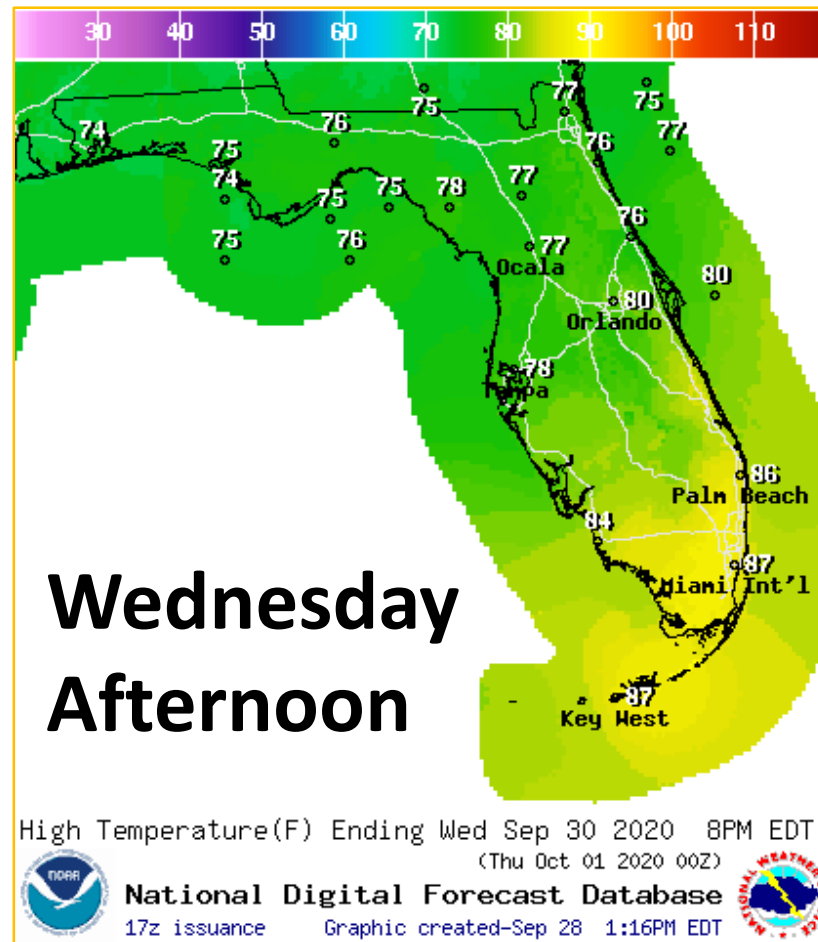 30 40 50 60 70 80 90 100 110
75
77
75
74
76
76
77
75
74
77
75
75
78
76
75
76
77
Ocala
80
80
Orlando
78
Tampa
86
Palm Beach
84
87
Miami Int'l
87
Key West
Wednesday
Afternoon
High Temperature(F) Ending Wed Sep 30 2020 8PM EDT
(Thu Oct 01 2020 00Z)
NOAA
National Digital Forecast Database
17z issuance Graphic created-Sep 28 1:16PM EDT